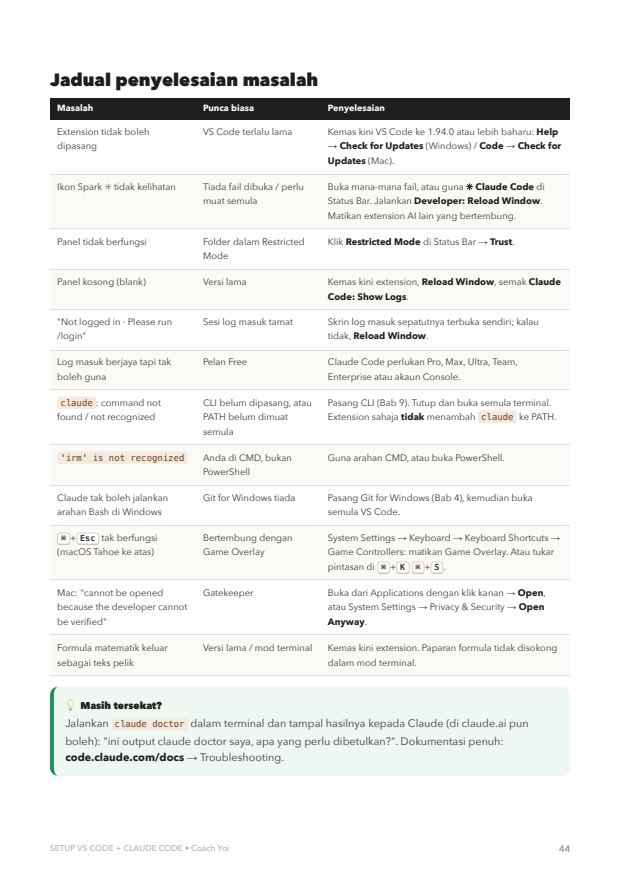 Jadual penyelesaian masalah
Masalah
Punca biasa
Penyelesaian
Extension tidak boleh
dipasang
VS Code terlalu lama
Kemas kini VS Code ke 1.94.0 atau lebih baharu: Help
→ Check for Updates (Windows) / Code → Check for
Updates (Mac).
Ikon Spark ✳ tidak kelihatan
Tiada fail dibuka / perlu
muat semula
Buka mana-mana fail, atau guna ✳ Claude Code di
Status Bar. Jalankan Developer: Reload Window.
Matikan extension AI lain yang bertembung.
Panel tidak berfungsi
Folder dalam Restricted
Mode
Klik Restricted Mode di Status Bar → Trust.
Panel kosong (blank)
Versi lama
Kemas kini extension, Reload Window, semak Claude
Code: Show Logs.
"Not logged in · Please run
/login"
Sesi log masuk tamat
Skrin log masuk sepatutnya terbuka sendiri; kalau
tidak, Reload Window.
Log masuk berjaya tapi tak
boleh guna
Pelan Free
Claude Code perlukan Pro, Max, Ultra, Team,
Enterprise atau akaun Console.
claude: command not
found / not recognized
CLI belum dipasang, atau
PATH belum dimuat
semula
Pasang CLI (Bab 9). Tutup dan buka semula terminal.
Extension sahaja tidak menambah claude ke PATH.
'irm' is not recognized
Anda di CMD, bukan
PowerShell
Guna arahan CMD, atau buka PowerShell.
Claude tak boleh jalankan
arahan Bash di Windows
Git for Windows tiada
Pasang Git for Windows (Bab 4), kemudian buka
semula VS Code.
⌘+Esc tak berfungsi
(macOS Tahoe ke atas)
Bertembung dengan
Game Overlay
System Settings → Keyboard → Keyboard Shortcuts →
Game Controllers: matikan Game Overlay. Atau tukar
pintasan di ⌘+K ⌘+S.
Mac: "cannot be opened
because the developer cannot
be verified"
Gatekeeper
Buka dari Applications dengan klik kanan → Open,
atau System Settings → Privacy & Security → Open
Anyway.
Formula matematik keluar
sebagai teks pelik
Versi lama / mod terminal
Kemas kini extension. Paparan formula tidak disokong
dalam mod terminal.
💡 Masih tersekat?
Jalankan claude doctor dalam terminal dan tampal hasilnya kepada Claude (di claude.ai pun
boleh): "ini output claude doctor saya, apa yang perlu dibetulkan?". Dokumentasi penuh:
code.claude.com/docs → Troubleshooting.
SETUP VS CODE + CLAUDE CODE • Coach Yoi
44